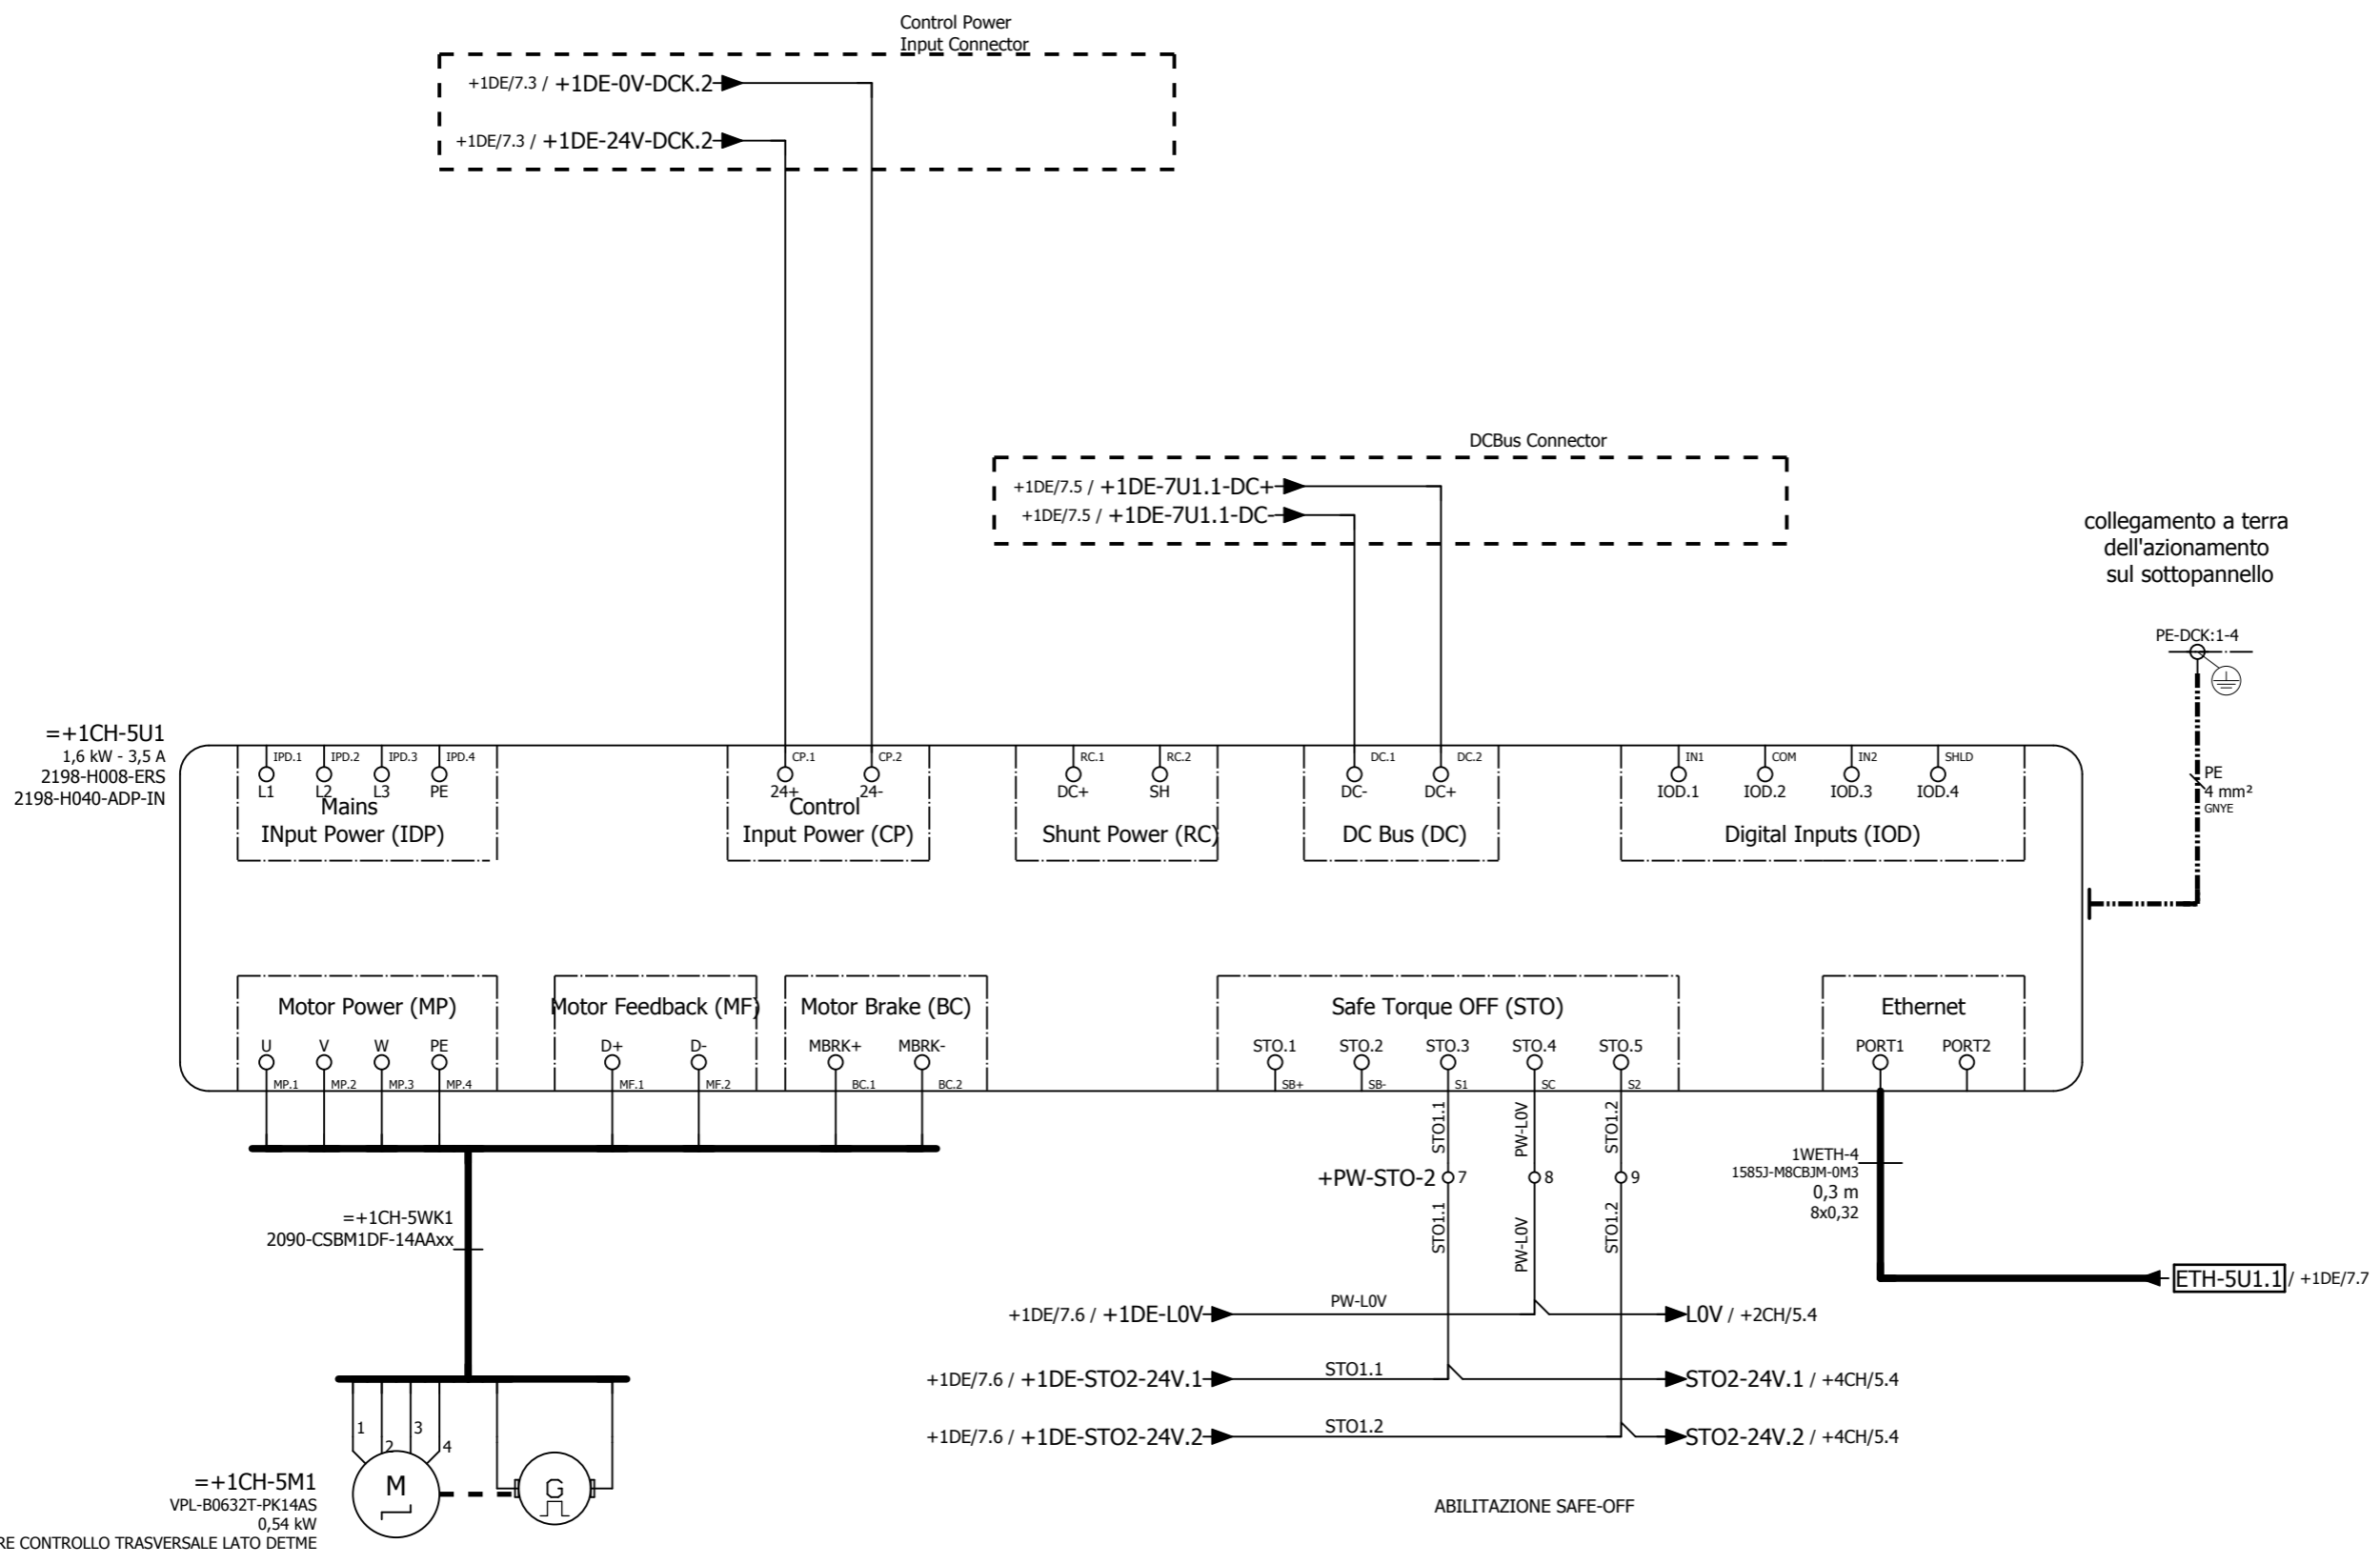 Control Power
Input Connector
+1DE/7.3 / +1DE-0V-DCK.2
+1DE/7.3 / +1DE-24V-DCK.2
DCBus Connector
+1DE/7.5 / +1DE-7U1.1-DC+
+1DE/7.5 / +1DE-7U1.1-DC-
collegamento a terra
dell'azionamento
sul sottopannello
PE-DCK:1-4
PE
4 mm²
GNYE
=+1CH-5U1
1,6 kW - 3,5 A
2198-H008-ERS
2198-H040-ADP-IN
IPD.1 IPD.2 IPD.3 IPD.4
L1 L2 L3 PE
Mains
INput Power (IDP)
CP.1 CP.2
24+ 24-
Control
Input Power (CP)
RC.1 RC.2
DC+ SH
Shunt Power (RC)
DC.1 DC.2
DC- DC+
DC Bus (DC)
IN1 COM IN2 SHLD
IOD.1 IOD.2 IOD.3 IOD.4
Digital Inputs (IOD)
Motor Power (MP)
U V W PE
MP.1 MP.2 MP.3 MP.4
Motor Feedback (MF)
D+ D-
MF.1 MF.2
Motor Brake (BC)
MBRK+ MBRK-
BC.1 BC.2
Safe Torque OFF (STO)
STO.1 STO.2 STO.3 STO.4 STO.5
SB+ SB- S1 SC S2
Ethernet
PORT1 PORT2
STO1.1 PW-L0V STO1.2
+PW-STO-2 7 8 9
STO1.1 PW-L0V STO1.2
1WETH-4
1585J-M8CBJM-0M3
0,3 m
8x0,32
ETH-5U1.1 / +1DE/7.7
=+1CH-5WK1
2090-CSBM1DF-14AAxx
+1DE/7.6 / +1DE-L0V PW-L0V L0V / +2CH/5.4
+1DE/7.6 / +1DE-STO2-24V.1 STO1.1 STO2-24V.1 / +4CH/5.4
+1DE/7.6 / +1DE-STO2-24V.2 STO1.2 STO2-24V.2 / +4CH/5.4
1 2 3 4
M
G
=+1CH-5M1
VPL-B0632T-PK14AS
0,54 kW
RE CONTROLLO TRASVERSALE LATO DETME
ABILITAZIONE SAFE-OFF